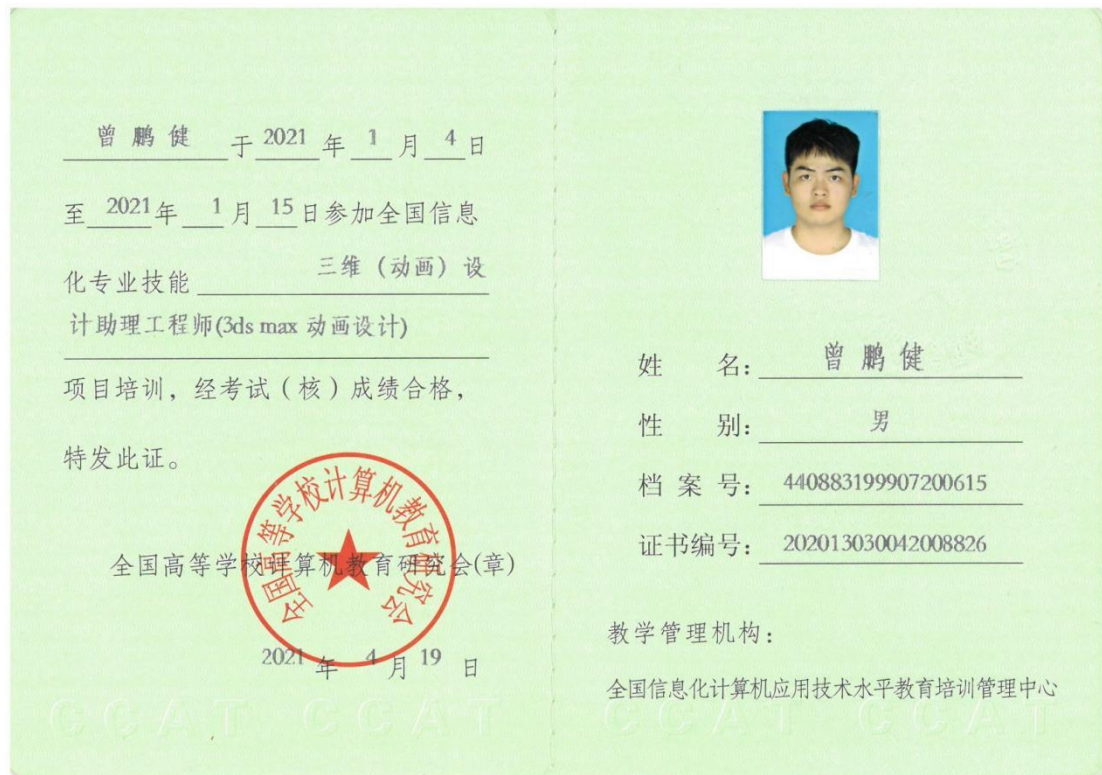 曾鹏健 于 2021 年 1 月 4 日
至 2021 年 1 月 15 日参加全国信息
化专业技能 三维（动画）设
计助理工程师(3ds max 动画设计)
项目培训，经考试（核）成绩合格，
特发此证。
全国高等学校计算机教育研究会
全国高等学校计算机教育研究会(章)
2021 年 4 月 19 日
CCAT CCAT
姓 名: 曾鹏健
性 别: 男
档 案 号: 440883199907200615
证书编号: 202013030042008826
教学管理机构:
全国信息化计算机应用技术水平教育培训管理中心
CCAT CCAT